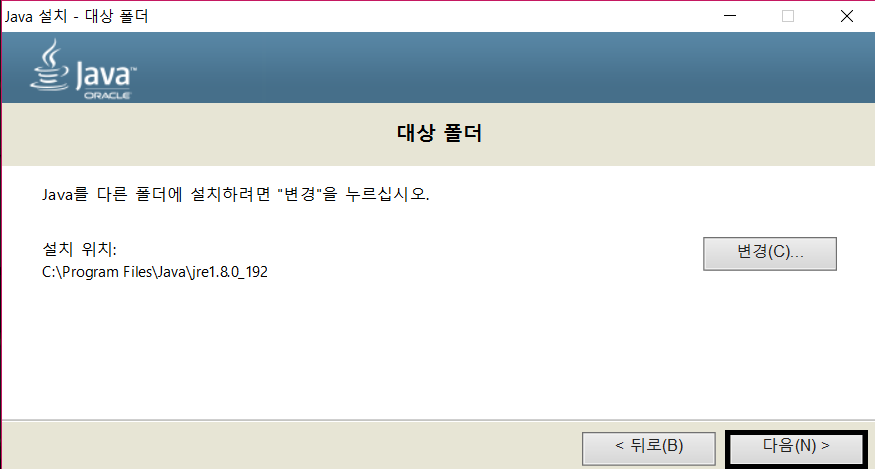 Java 설치 - 대상 폴더
Java™
ORACLE
대상 폴더
Java를 다른 폴더에 설치하려면 "변경"을 누르십시오.
설치 위치:
변경(C)...
C:\Program Files\Java\jre1.8.0_192
< 뒤로(B)
다음(N) >